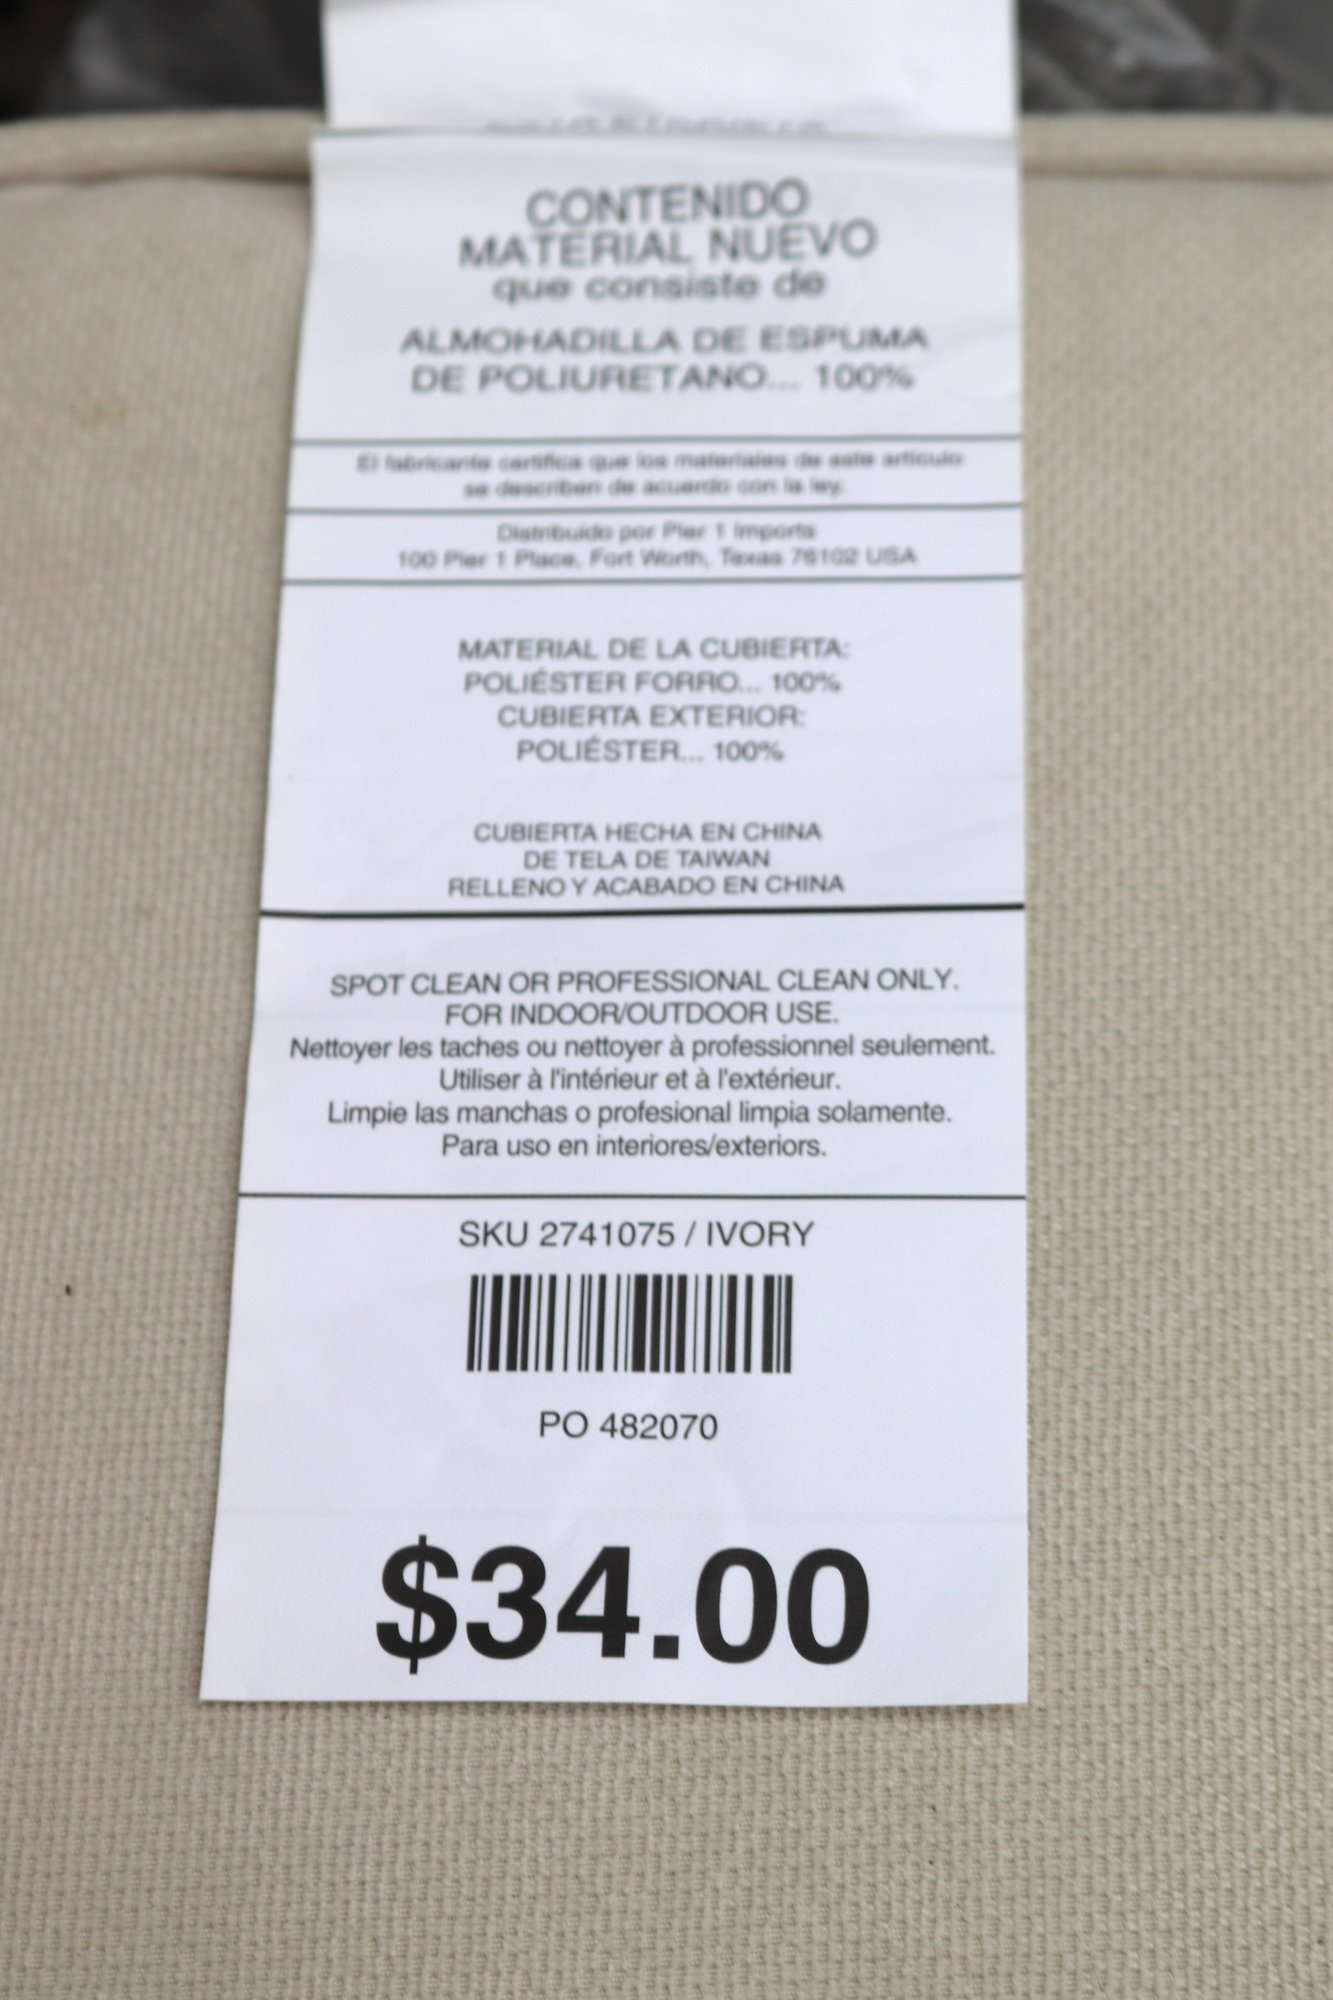 CONTENIDO
MATERIAL NUEVO
que consiste de
ALMOHADILLA DE ESPUMA
DE POLIURETANO... 100%
El fabricante certifica que los materiales de este artículo
se describen de acuerdo con la ley.
Distribuido por Pier 1 Imports
100 Pier 1 Place, Fort Worth, Texas 76102 USA
MATERIAL DE LA CUBIERTA:
POLIÉSTER FORRO... 100%
CUBIERTA EXTERIOR:
POLIÉSTER... 100%
CUBIERTA HECHA EN CHINA
DE TELA DE TAIWAN
RELLENO Y ACABADO EN CHINA
SPOT CLEAN OR PROFESSIONAL CLEAN ONLY.
FOR INDOOR/OUTDOOR USE.
Nettoyer les taches ou nettoyer à professionnel seulement.
Utiliser à l'intérieur et à l'extérieur.
Limpie las manchas o profesional limpia solamente.
Para uso en interiores/exteriors.
SKU 2741075 / IVORY
PO 482070
$34.00